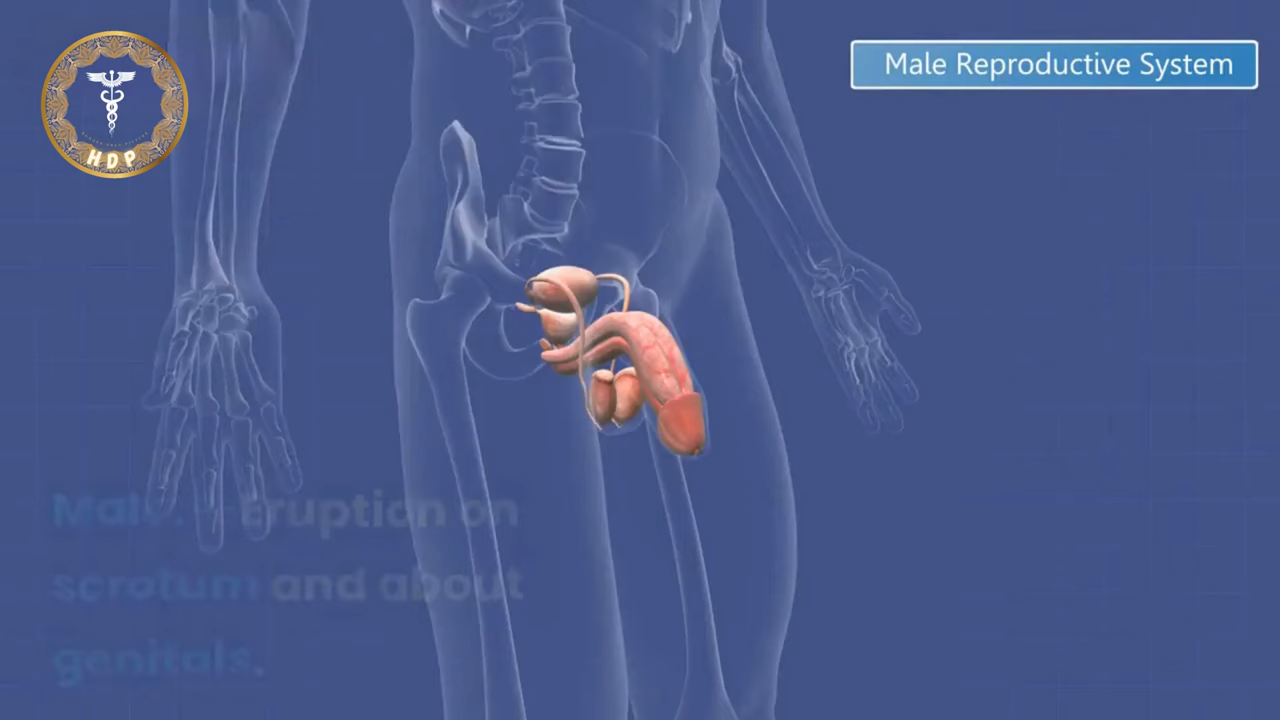 HDP
Male Reproductive System
Male. – Eruption on
scrotum and about
genitals.